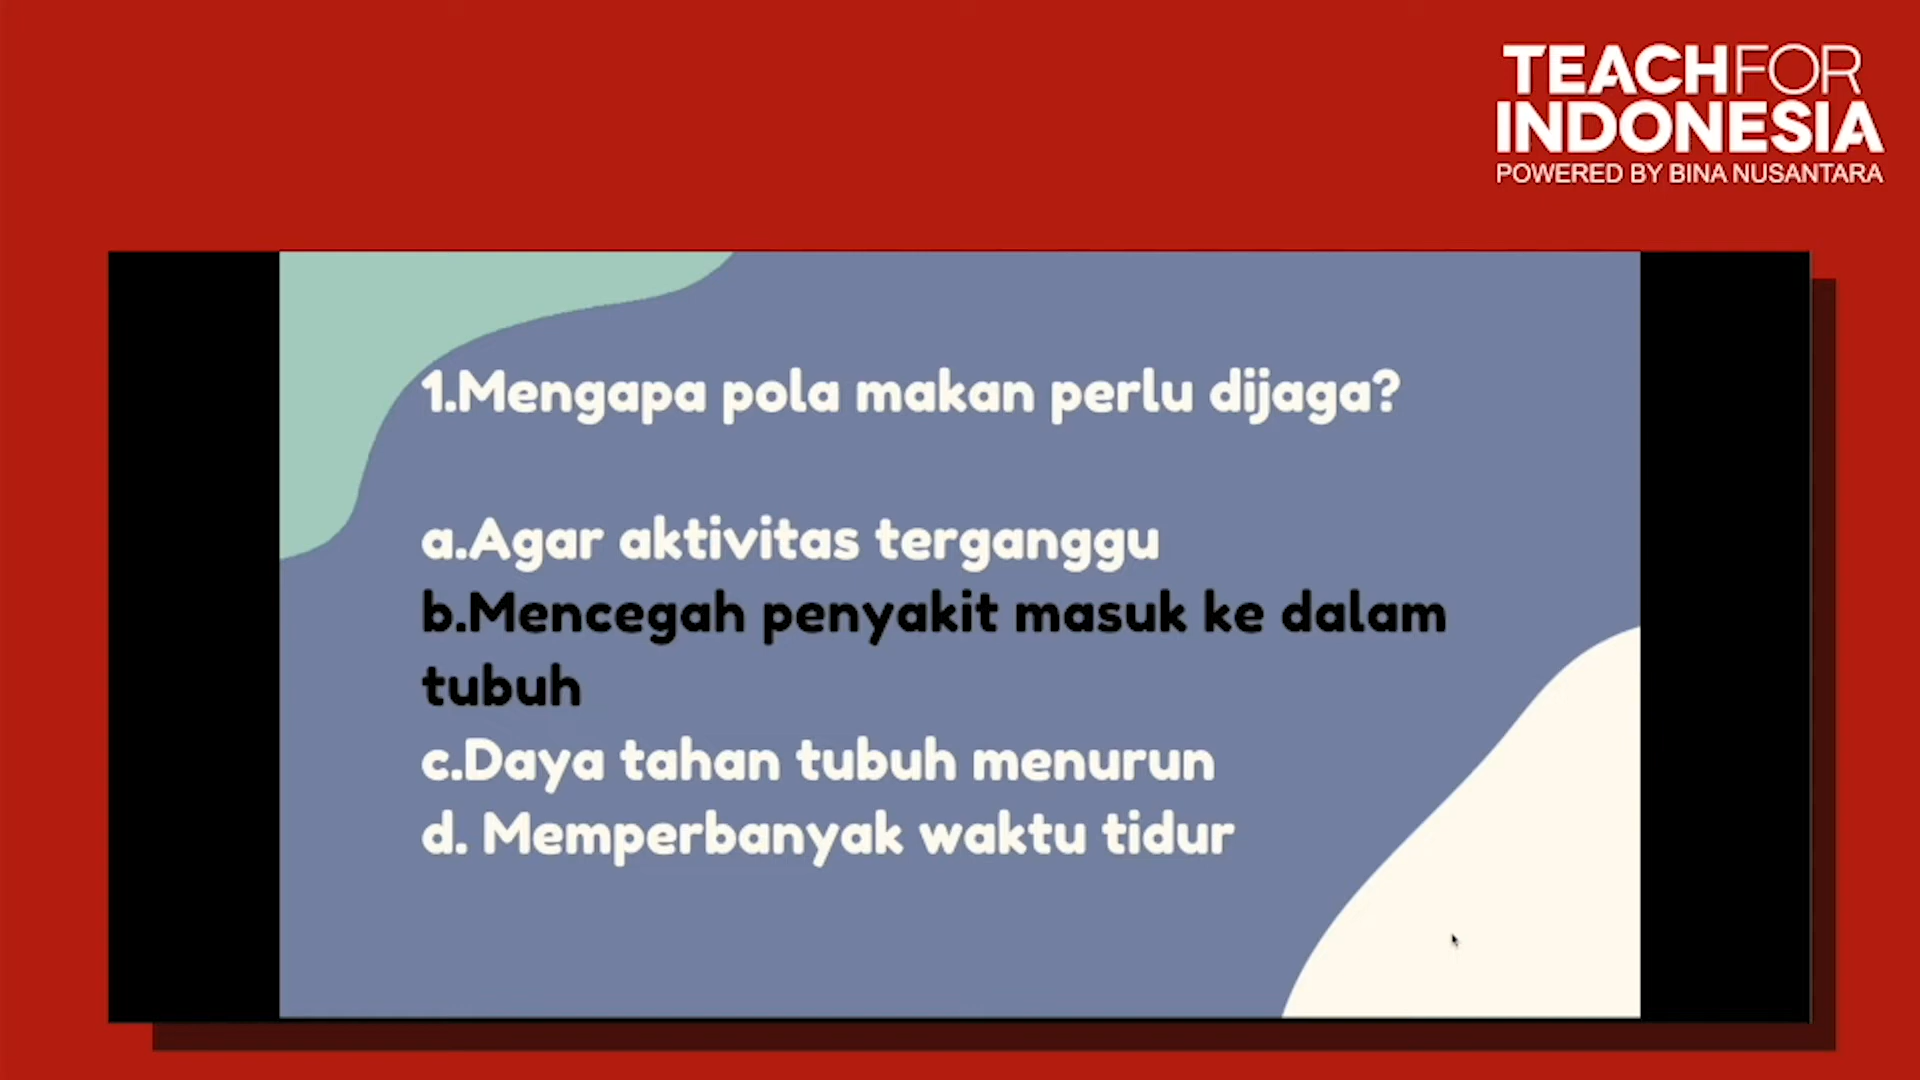 TEACHFOR
INDONESIA
POWERED BY BINA NUSANTARA
1.Mengapa pola makan perlu dijaga?
a.Agar aktivitas terganggu
b.Mencegah penyakit masuk ke dalam
tubuh
c.Daya tahan tubuh menurun
d. Memperbanyak waktu tidur